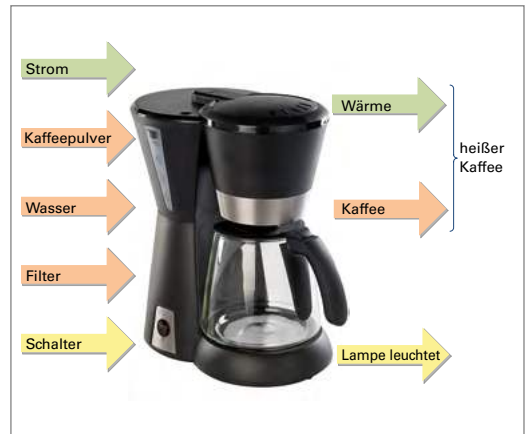 Strom
Kaffeepulver
Wasser
Filter
Schalter
Wärme
Kaffee
heißer
Kaffee
Lampe leuchtet